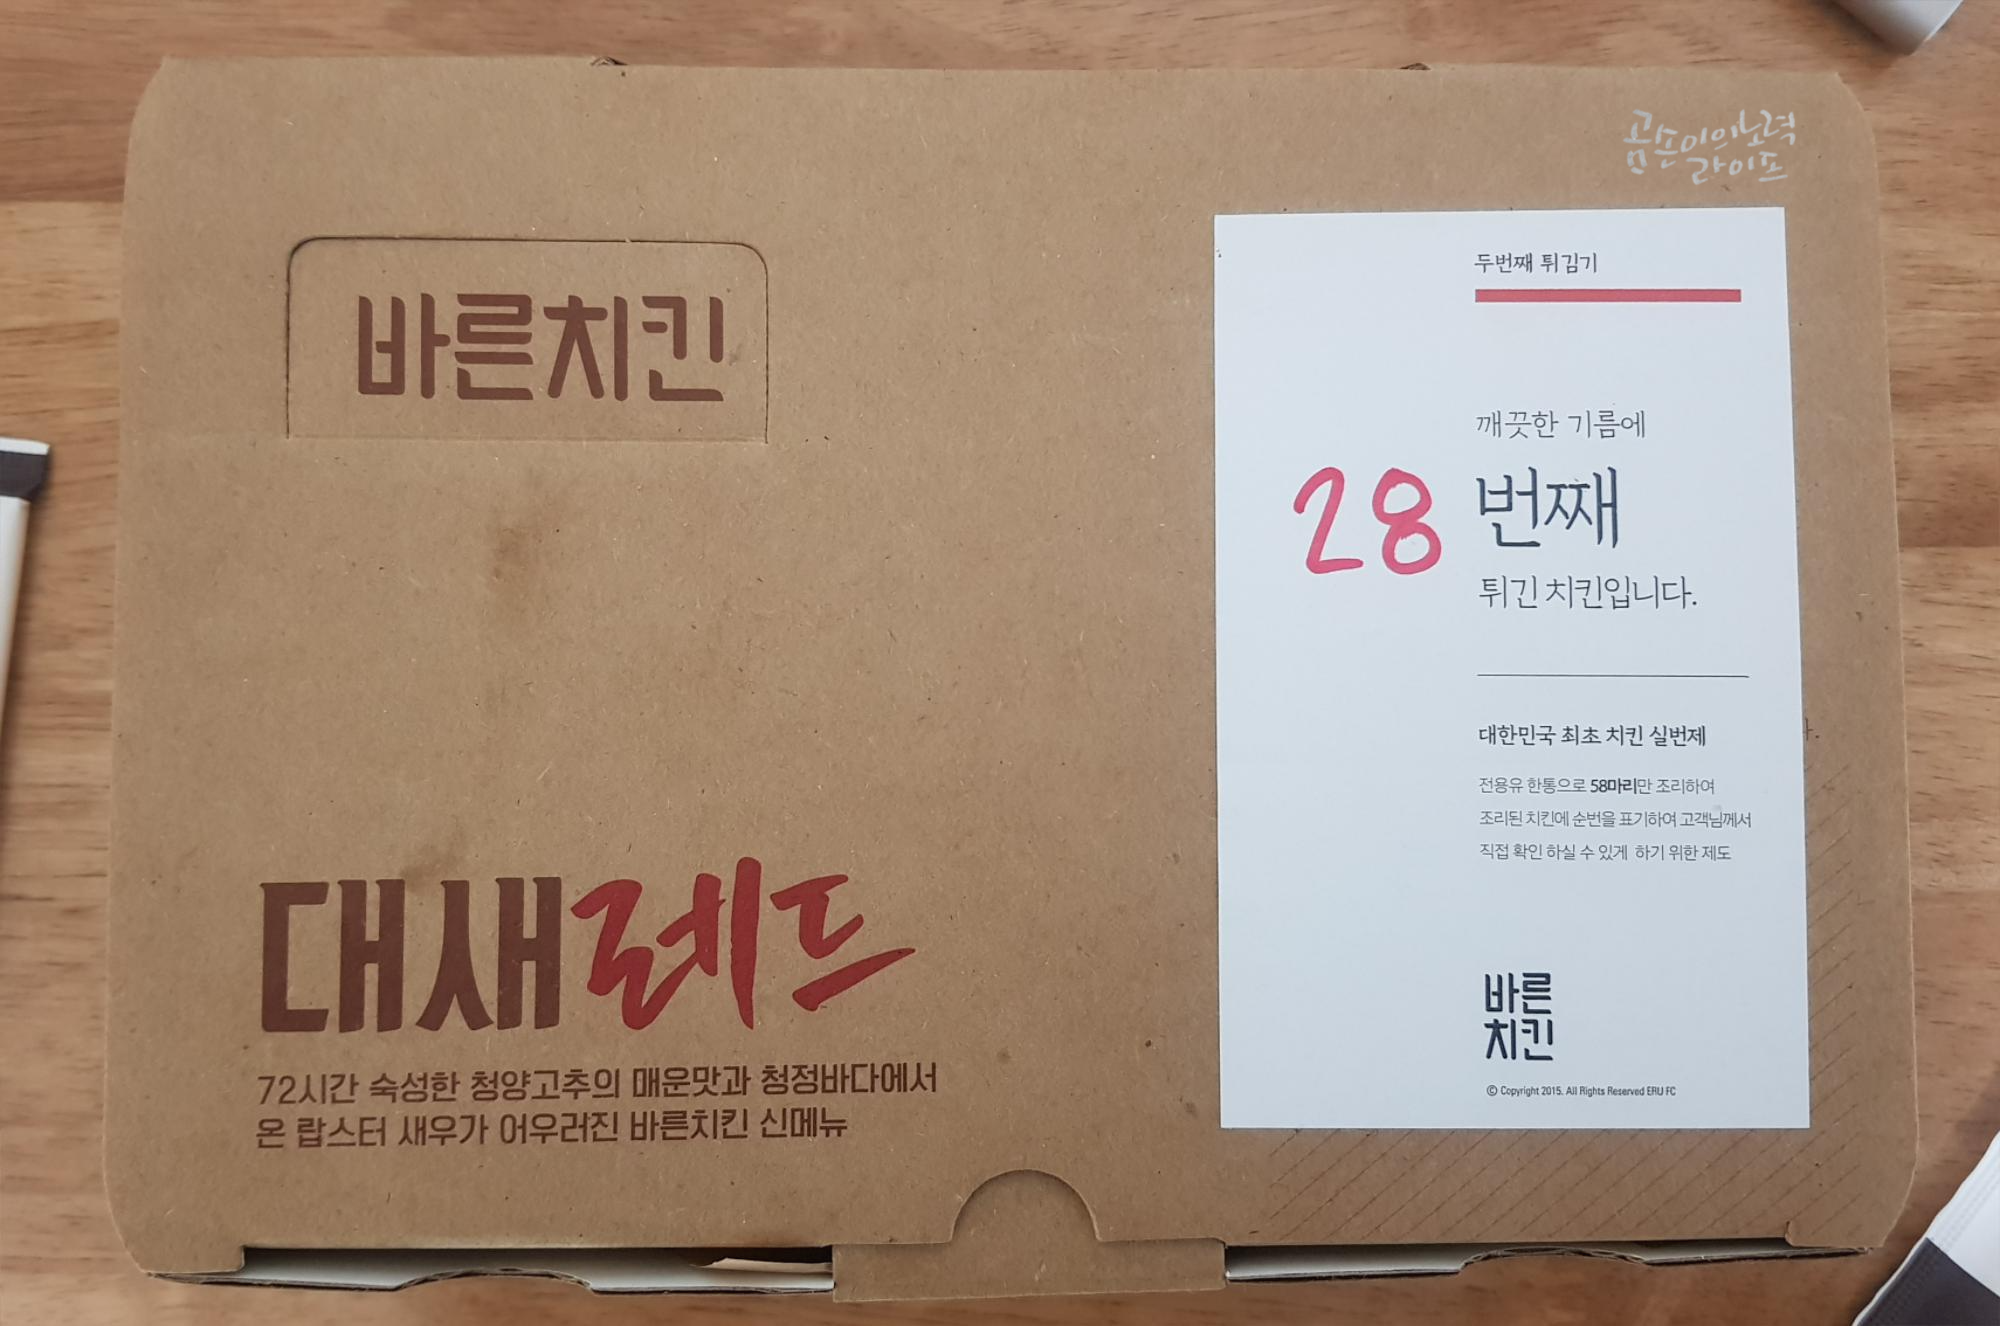 곰손이의노력
라이프
바른치킨
대새레드
72시간 숙성한 청양고추의 매운맛과 청정바다에서
온 랍스터 새우가 어우러진 바른치킨 신메뉴
두번째 튀김기
깨끗한 기름에
28 번째
튀긴 치킨입니다.
대한민국 최초 치킨 실번제
전용유 한통으로 58마리만 조리하여
조리된 치킨에 순번을 표기하여 고객님께서
직접 확인 하실 수 있게 하기 위한 제도
바른
치킨
© Copyright 2015. All Rights Reserved ERU FC